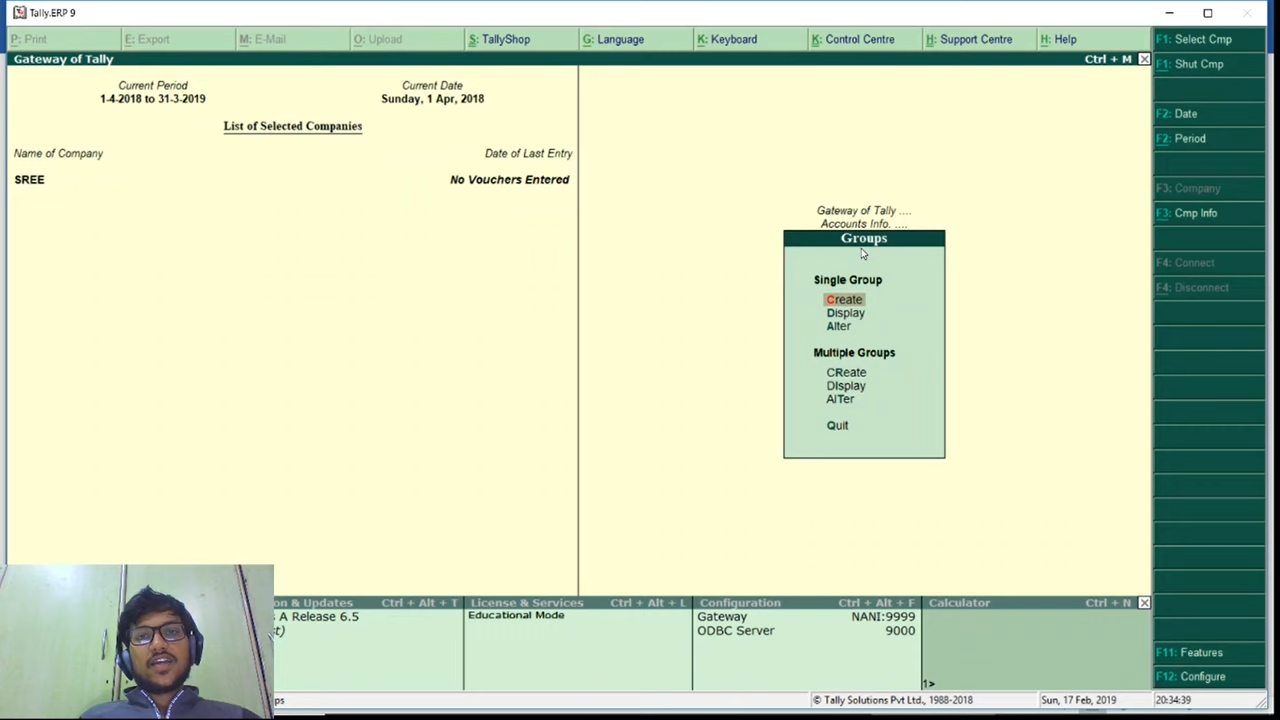 Tally.ERP 9
P: Print
E: Export
M: E-Mail
O: Upload
S: TallyShop
G: Language
K: Keyboard
K: Control Centre
H: Support Centre
H: Help
F1: Select Cmp
F1: Shut Cmp
F2: Date
F2: Period
F3: Company
F3: Cmp Info
F4: Connect
F4: Disconnect
F11: Features
F12: Configure
Gateway of Tally
Ctrl + M
Current Period
1-4-2018 to 31-3-2019
Current Date
Sunday, 1 Apr, 2018
List of Selected Companies
Name of Company
Date of Last Entry
SREE
No Vouchers Entered
Gateway of Tally ....
Accounts Info. ....
Groups
Single Group
Create
Display
Alter
Multiple Groups
CReate
DIsplay
AlTer
Quit
n & Updates
Ctrl + Alt + T
A Release 6.5
License & Services
Ctrl + Alt + L
Educational Mode
Configuration
Ctrl + Alt + F
Gateway
NANI:9999
ODBC Server
9000
Calculator
Ctrl + N
1>
© Tally Solutions Pvt Ltd., 1988-2018
Sun, 17 Feb, 2019
20:34:39